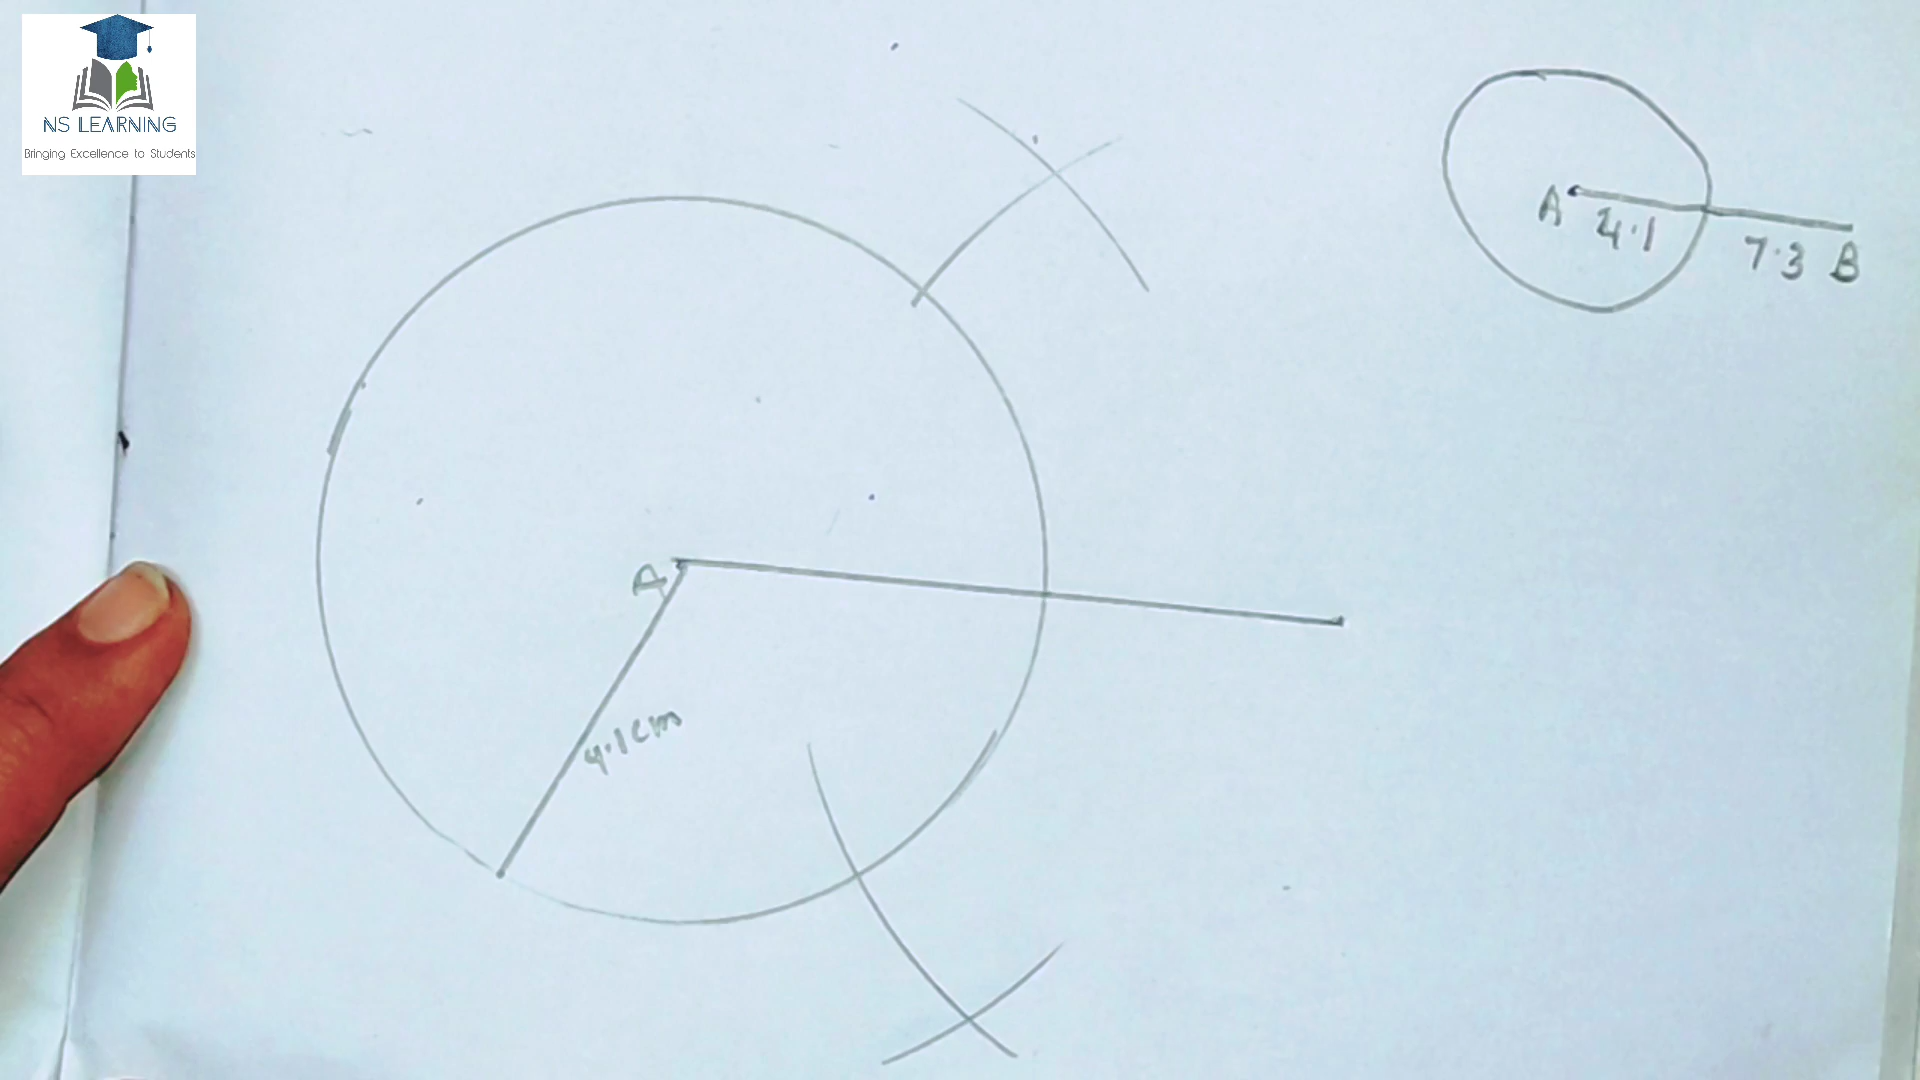 NS LEARNING
Bringing Excellence to Students
A 4.1
7.3 B
A
4.1cm